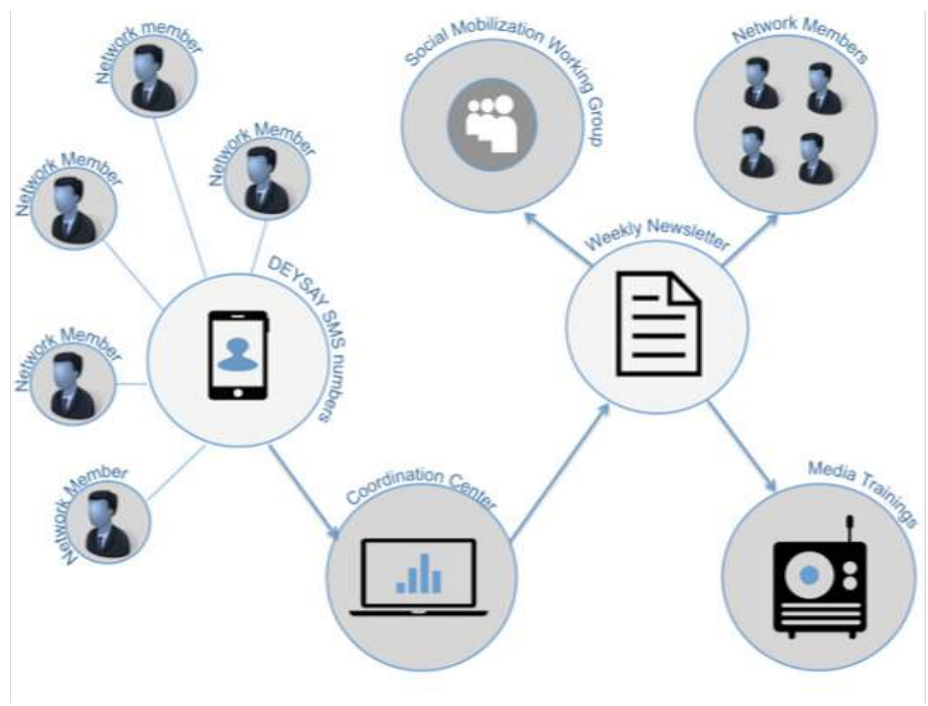 Network member
Network Member
Network Member
Network Member
Network Member
DEYSAY SMS numbers
Coordination Center
Weekly Newsletter
Social Mobilization Working Group
Network Members
Media Trainings